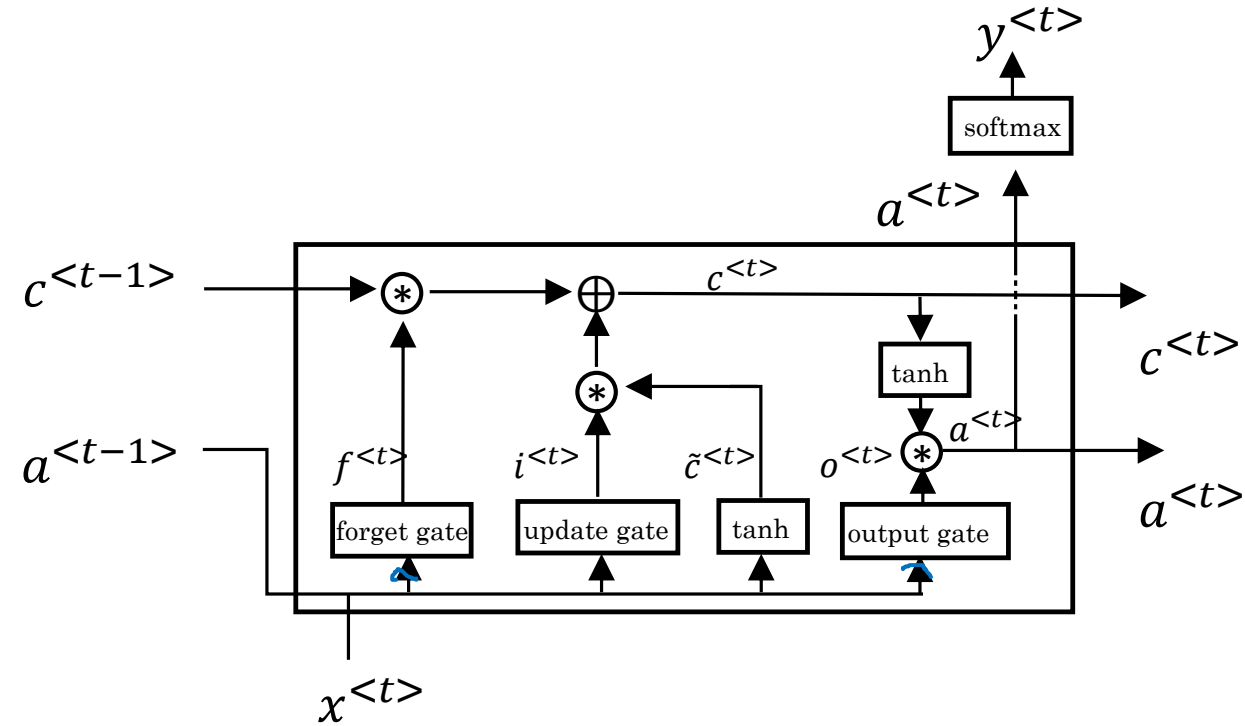 y<t>
softmax
a<t>
c<t-1>
c<t>
c<t>
tanh
a<t-1>
f<t>
i<t>
c̃<t>
o<t>
a<t>
a<t>
forget gate
update gate
tanh
output gate
x<t>